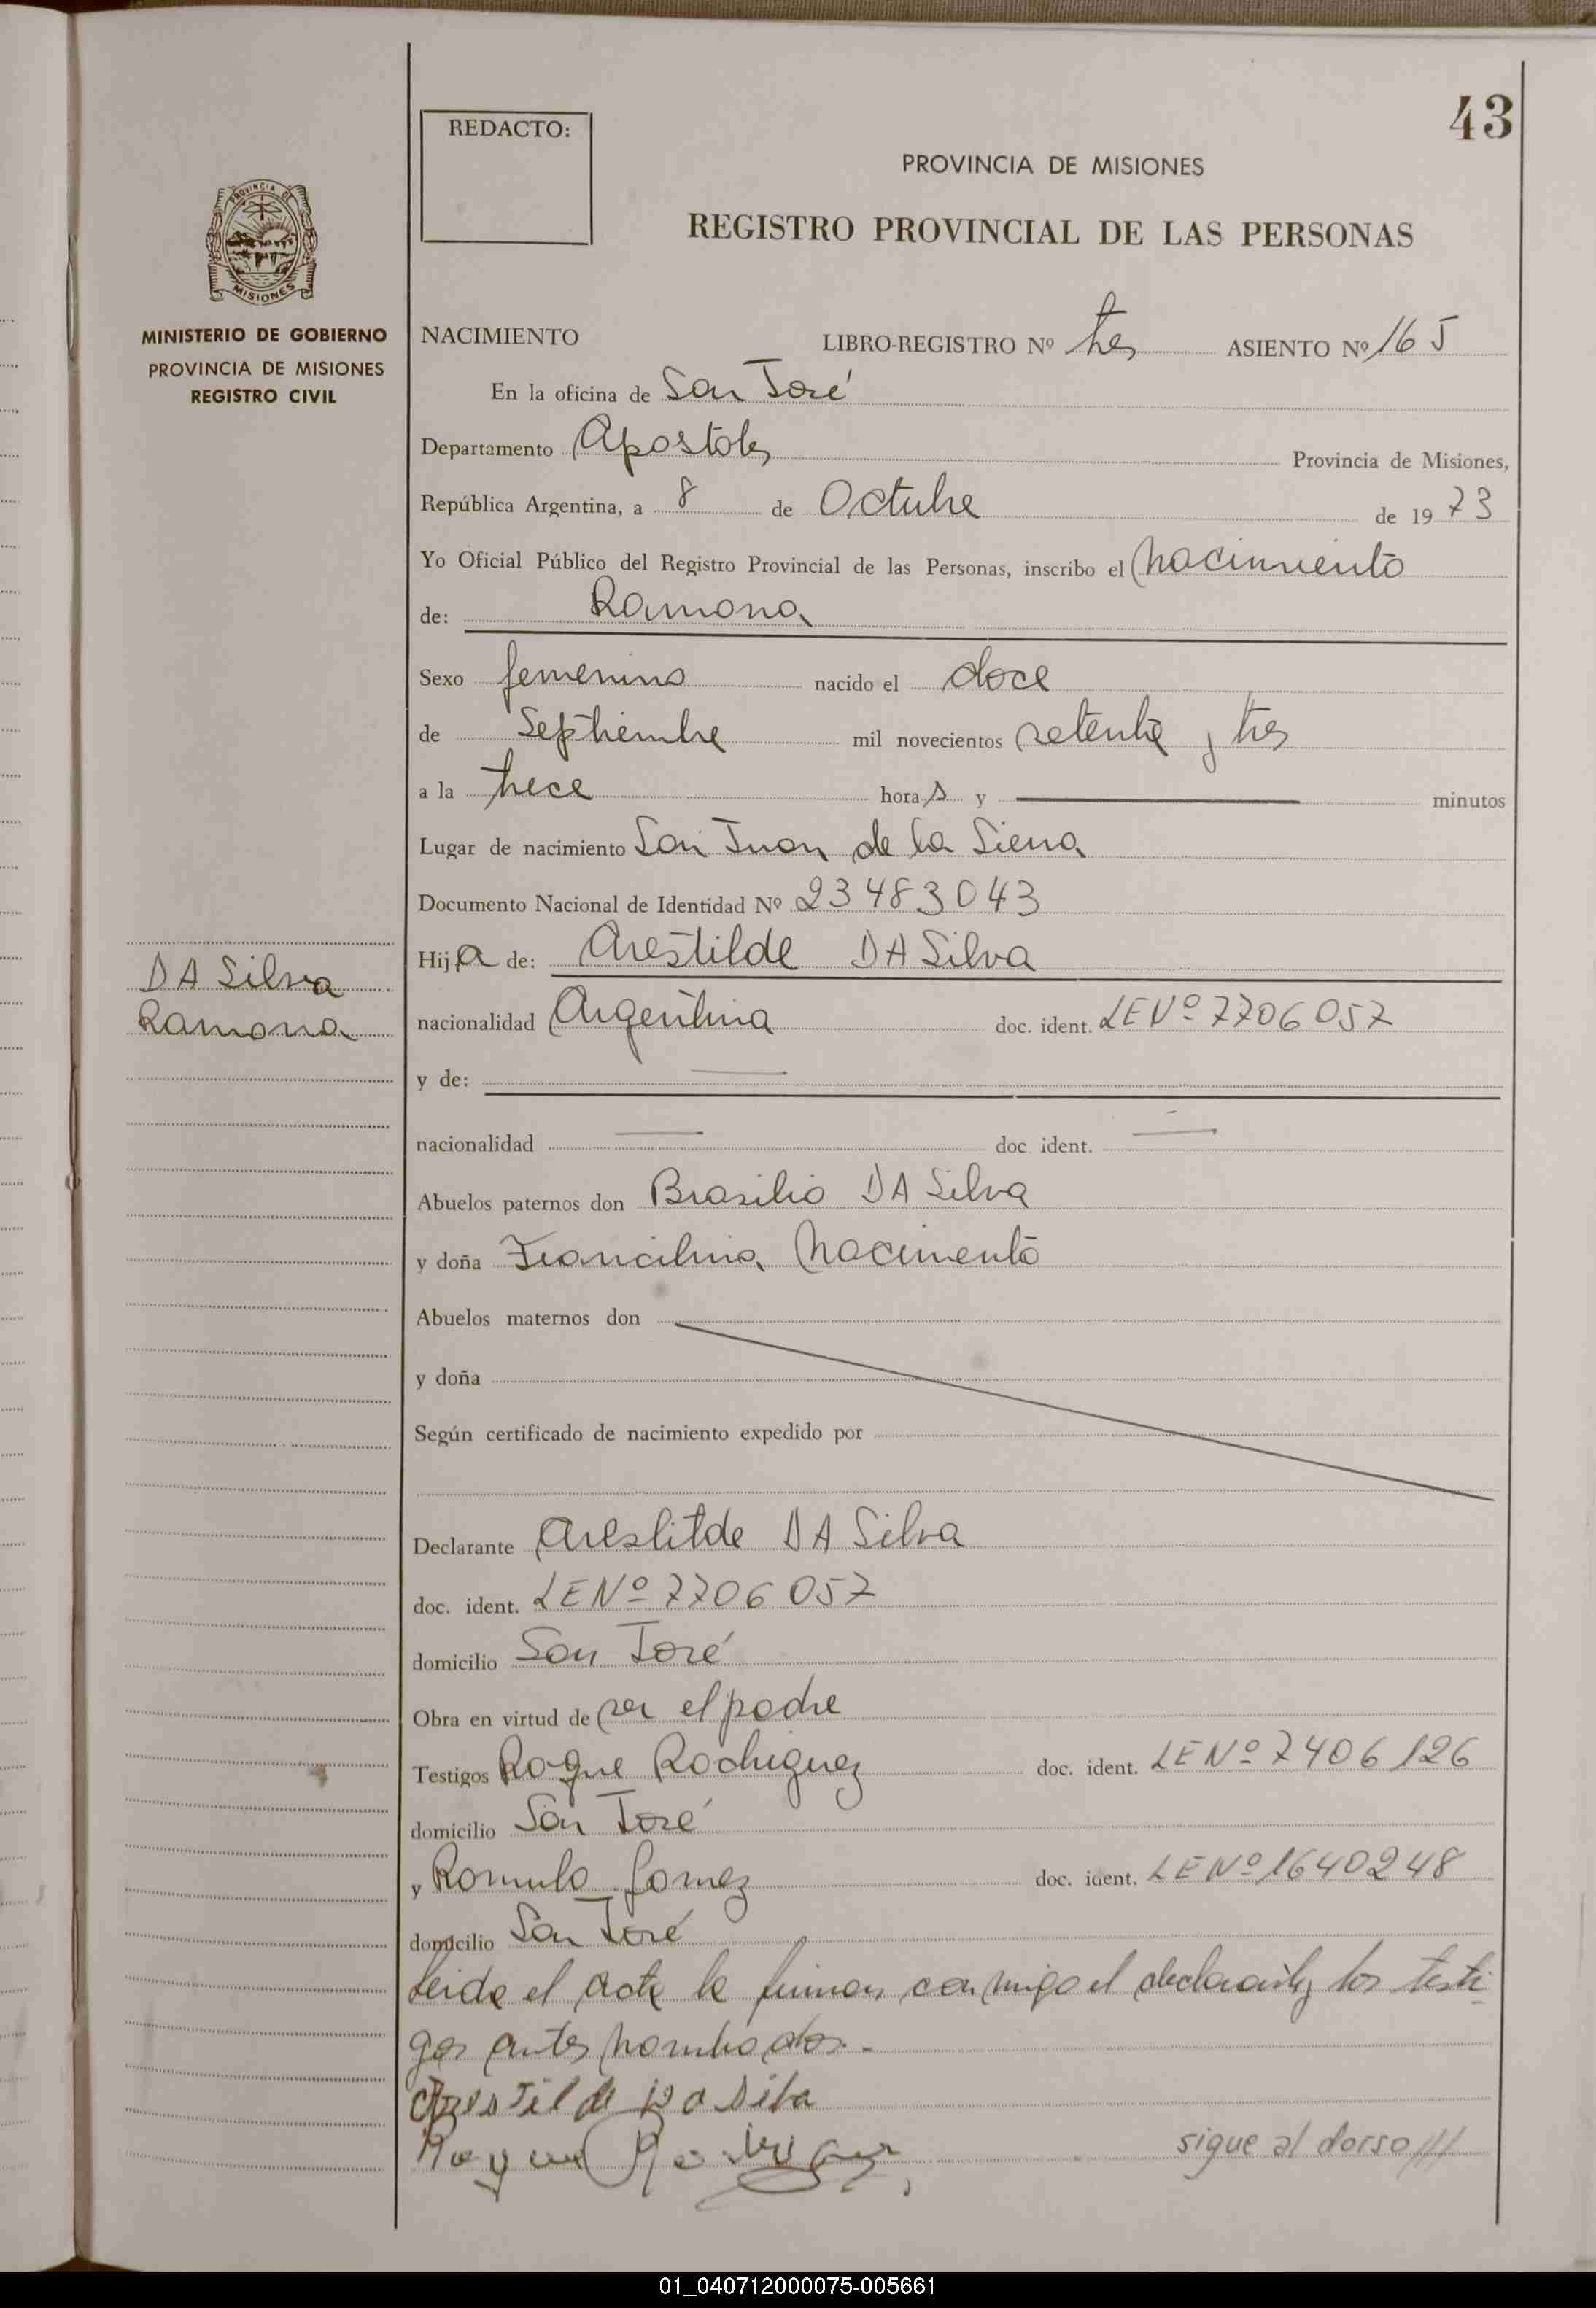 43
REDACTO:
PROVINCIA DE MISIONES
REGISTRO PROVINCIAL DE LAS PERSONAS
PROVINCIA DE
MISIONES
MINISTERIO DE GOBIERNO
PROVINCIA DE MISIONES
REGISTRO CIVIL
NACIMIENTO LIBRO-REGISTRO Nº tres ASIENTO Nº 165
En la oficina de San José
Departamento Apostoles Provincia de Misiones,
República Argentina, a 8 de Octubre de 1973
Yo Oficial Público del Registro Provincial de las Personas, inscribo el nacimiento
de: Ramona
Sexo femenino nacido el doce
de Septiembre mil novecientos setenta y tres
a la trece horas y minutos
Lugar de nacimiento San Juan de la Sierra
Documento Nacional de Identidad Nº 23483043
DA Silva
Ramona
Hija de: Arestilde DA Silva
nacionalidad Argentina doc. ident. LE Nº 7706057
y de:
nacionalidad doc. ident.
Abuelos paternos don Brasilio DA Silva
y doña Francilina Nacimento
Abuelos maternos don
y doña
Según certificado de nacimiento expedido por
Declarante Arestilde DA Silva
doc. ident. LE Nº 7706057
domicilio San José
Obra en virtud de ser el padre
Testigos Roque Rodriguez doc. ident. LE Nº 7406126
domicilio San José
y Romulo Gomez doc. ident. LE Nº 1640248
domicilio San José
Leida el acta la firman conmigo el declarante y los testi
gos antes nombrados.-
Arestilde Da Silva
sigue al dorso///
01_040712000075-005661